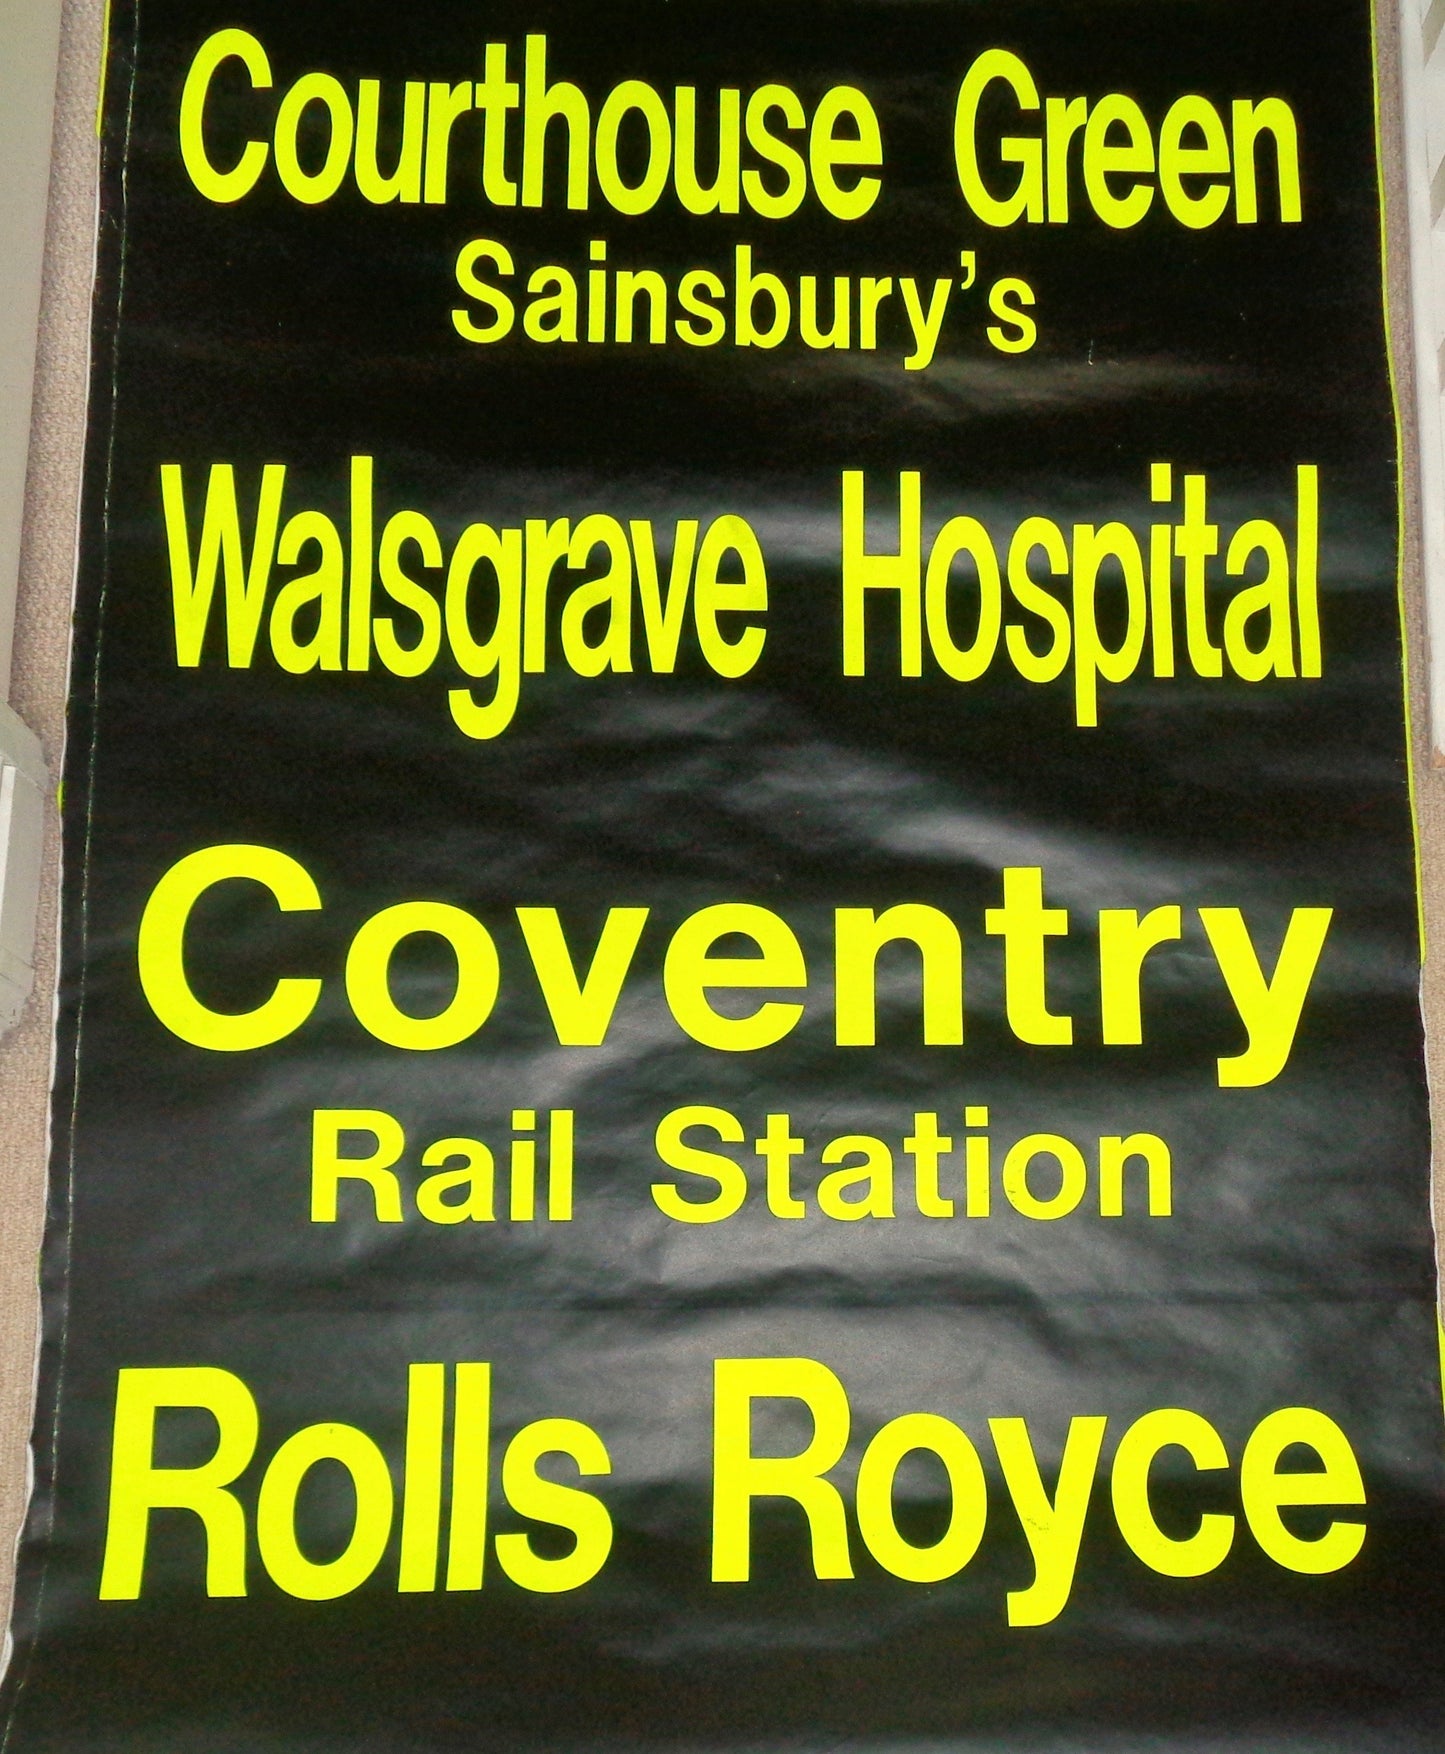 Courthouse Green
Sainsbury's
Walsgrave Hospital
Coventry
Rail Station
Rolls Royce